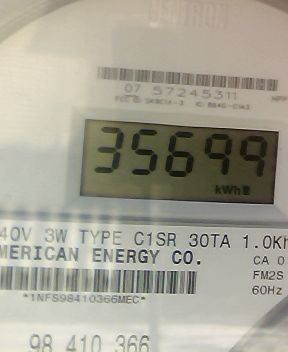 CENTRON
07 57245311
35699
kWh
40V 3W TYPE C1SR 30TA 1.0Kh
MERICAN ENERGY CO.
CA 0
FM2S
60Hz
*1NFS98410366MEC*
98 410 366